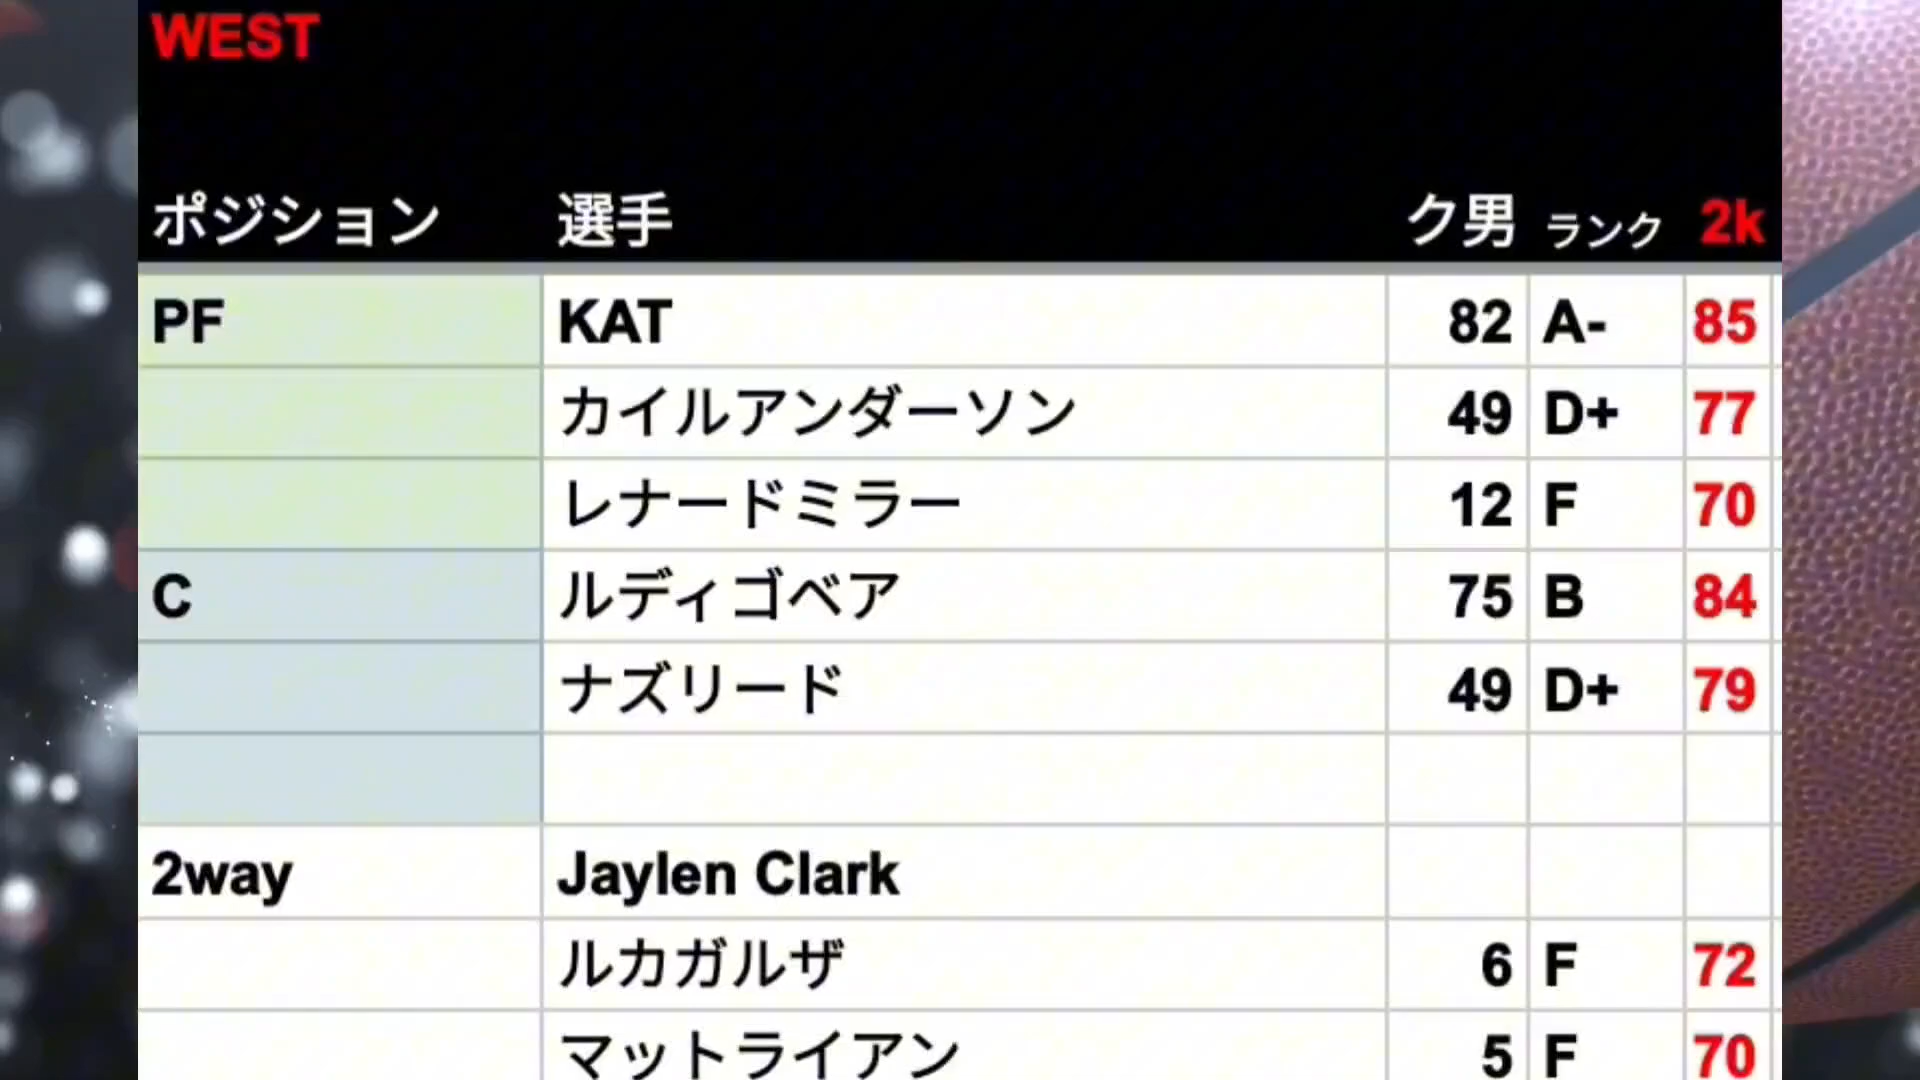 WEST
ポジション 選手 ク男 ランク 2k
PF KAT 82 A- 85
カイルアンダーソン 49 D+ 77
レナードミラー 12 F 70
C ルディゴベア 75 B 84
ナズリード 49 D+ 79
2way Jaylen Clark
ルカガルザ 6 F 72
マットライアン 5 F 70